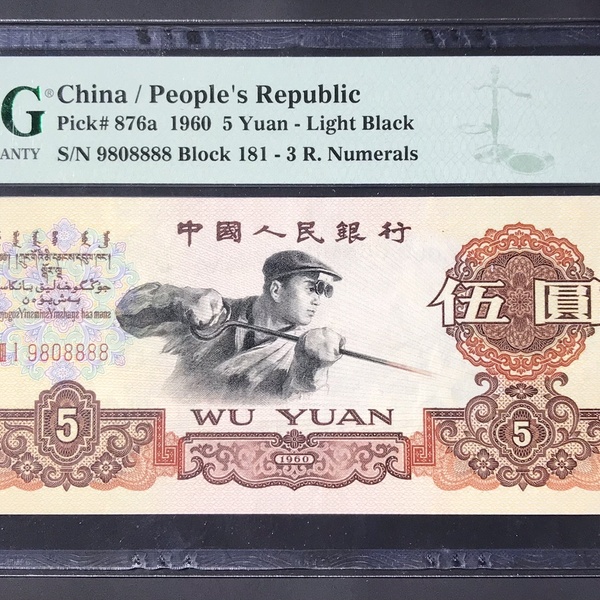 G® China / People's Republic
Pick# 876a 1960 5 Yuan - Light Black
ANTY S/N 9808888 Block 181 - 3 R. Numerals
中國人民銀行
伍圓
I 9808888
5
WU YUAN
5
1960